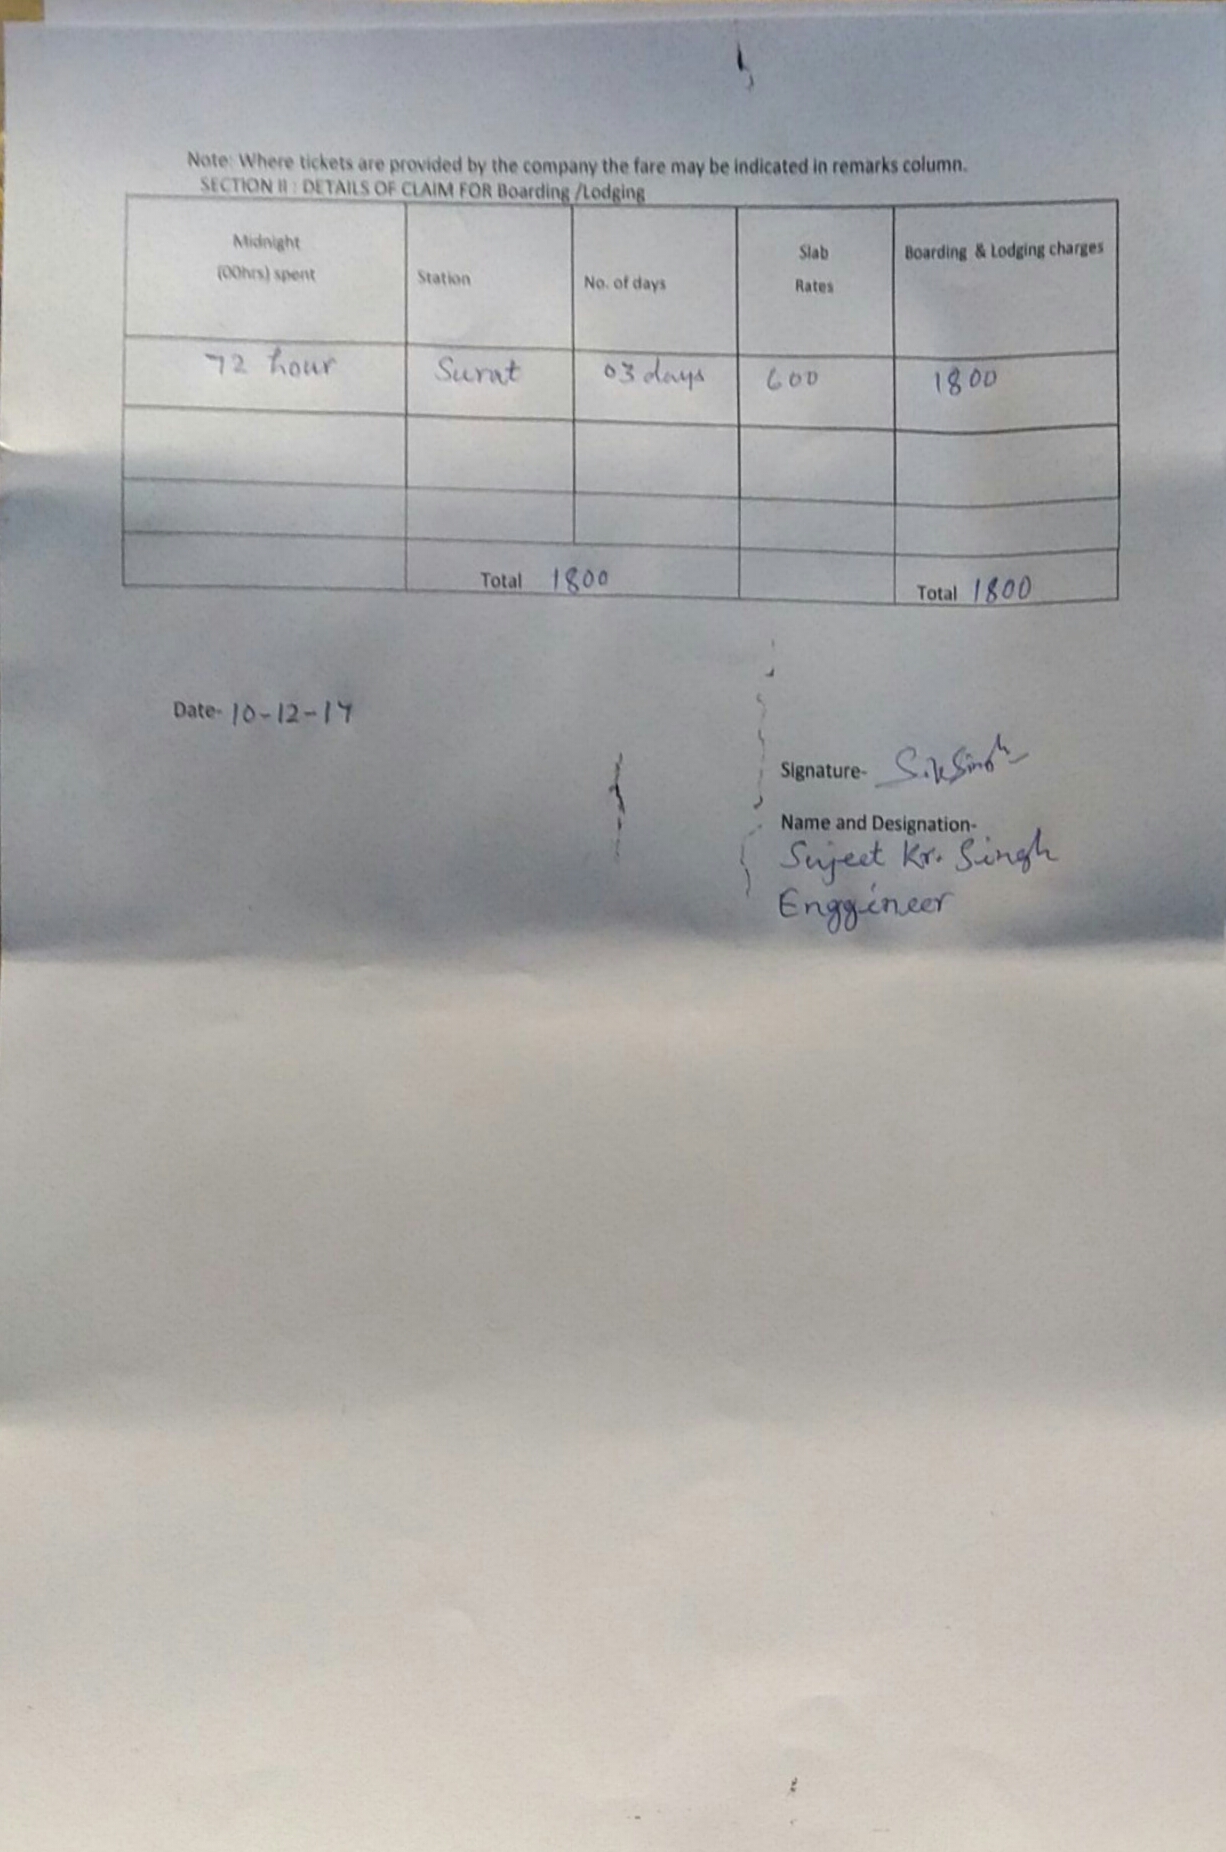 Note: Where tickets are provided by the company the fare may be indicated in remarks column.
SECTION II : DETAILS OF CLAIM FOR Boarding /Lodging
Midnight (00hrs) spent Station No. of days Slab Rates Boarding & Lodging charges
72 hour Surat 03 days 600 1800
Total 1800 Total 1800
Date- 10-12-17
Signature- S.K Singh
Name and Designation-
Sujeet Kr. Singh
Enggineer